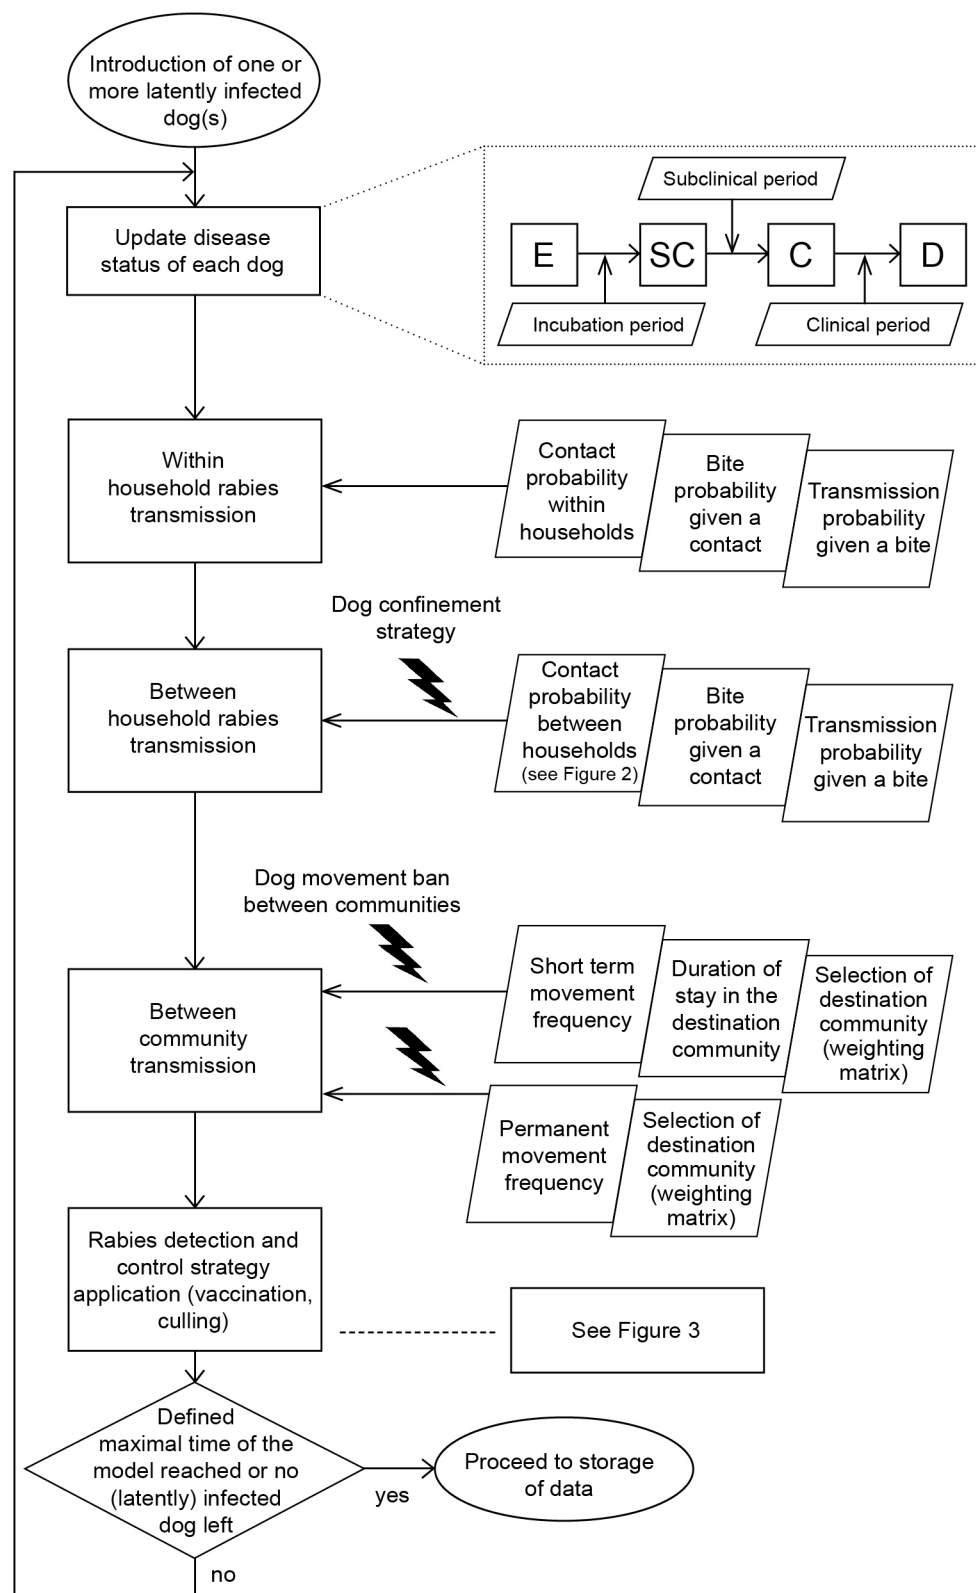 Introduction of one or
more latently infected
dog(s)
Update disease
status of each dog
Subclinical period
E
SC
C
D
Incubation period
Clinical period
Within
household rabies
transmission
Contact
probability
within
households
Bite
probability
given a
contact
Transmission
probability
given a bite
Dog confinement
strategy
Between
household rabies
transmission
Contact
probability
between
households
(see Figure 2)
Bite
probability
given a
contact
Transmission
probability
given a bite
Dog movement ban
between communities
Between
community
transmission
Short term
movement
frequency
Duration of
stay in the
destination
community
Selection of
destination
community
(weighting
matrix)
Permanent
movement
frequency
Selection of
destination
community
(weighting
matrix)
Rabies detection and
control strategy
application (vaccination,
culling)
See Figure 3
Defined
maximal time of the
model reached or no
(latently) infected
dog left
yes
Proceed to storage
of data
no